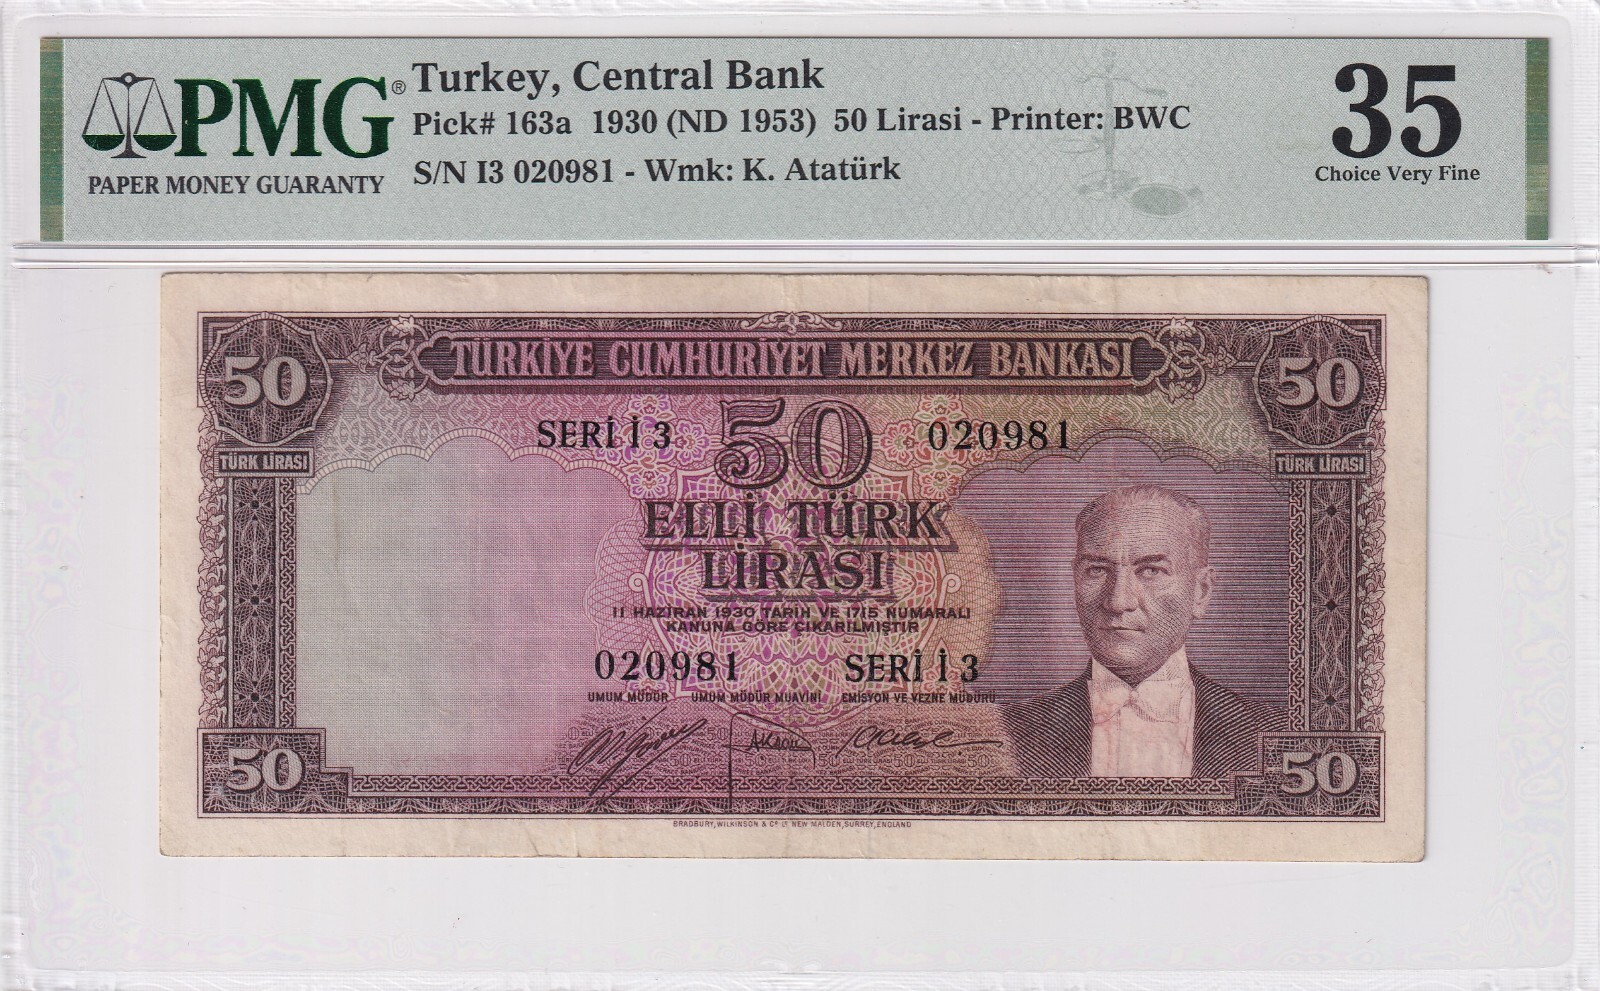 PMG®
PAPER MONEY GUARANTY
Turkey, Central Bank
Pick# 163a 1930 (ND 1953) 50 Lirasi - Printer: BWC
S/N I3 020981 - Wmk: K. Atatürk
35
Choice Very Fine
50 TÜRKİYE CUMHURİYET MERKEZ BANKASI 50
SERİ İ 3 50 020981
TÜRK LİRASI TÜRK LİRASI
ELLİ TÜRK
LİRASI
11 HAZİRAN 1930 TARİH VE 1715 NUMARALI
KANUNA GÖRE ÇIKARILMIŞTIR
020981 SERİ İ 3
UMUM MÜDÜR UMUM MÜDÜR MUAVİNİ EMİSYON VE VEZNE MÜDÜRÜ
50 50
BRADBURY, WILKINSON & Cº Lᵈ NEW MALDEN, SURREY, ENGLAND